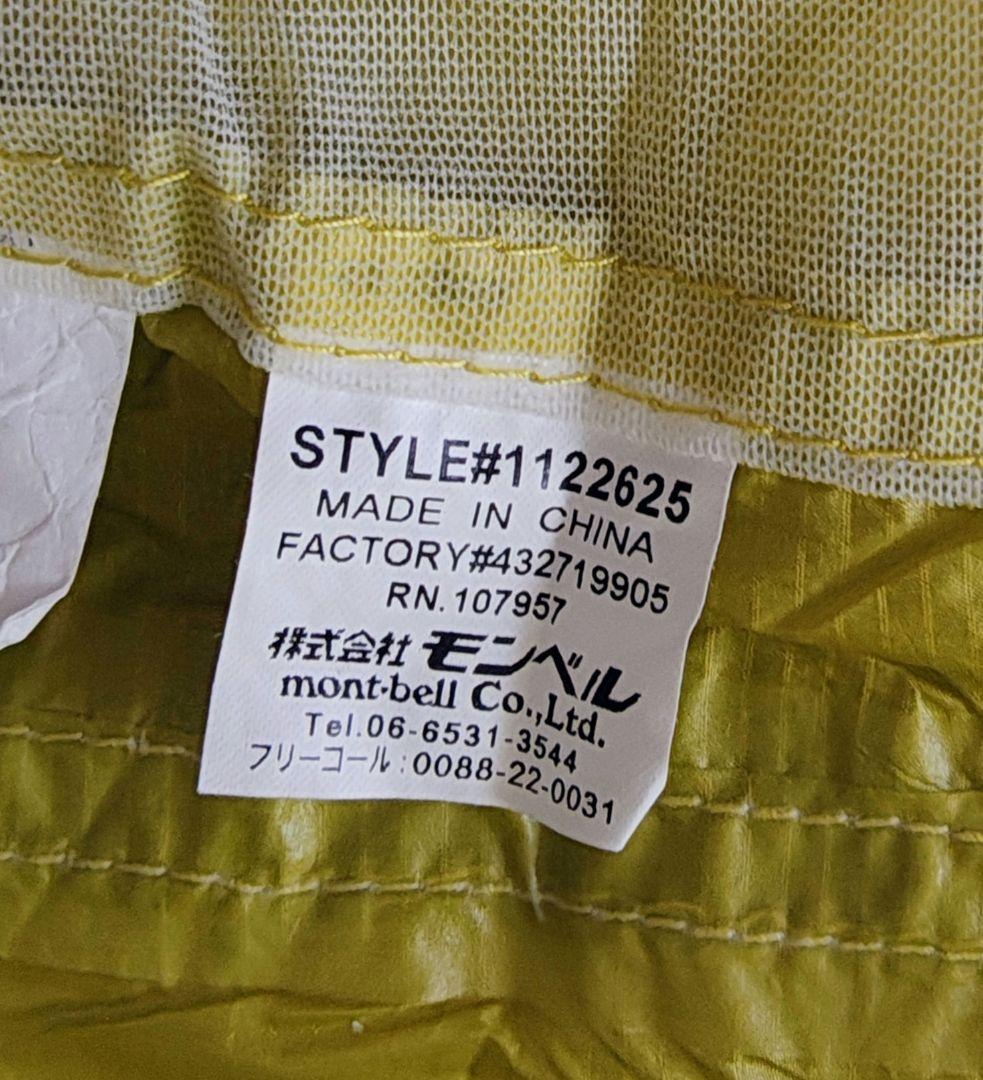 STYLE#1122625
MADE IN CHINA
FACTORY#432719905
RN.107957
株式会社 モンベル
mont-bell Co.,Ltd.
Tel.06-6531-3544
フリーコール:0088-22-0031